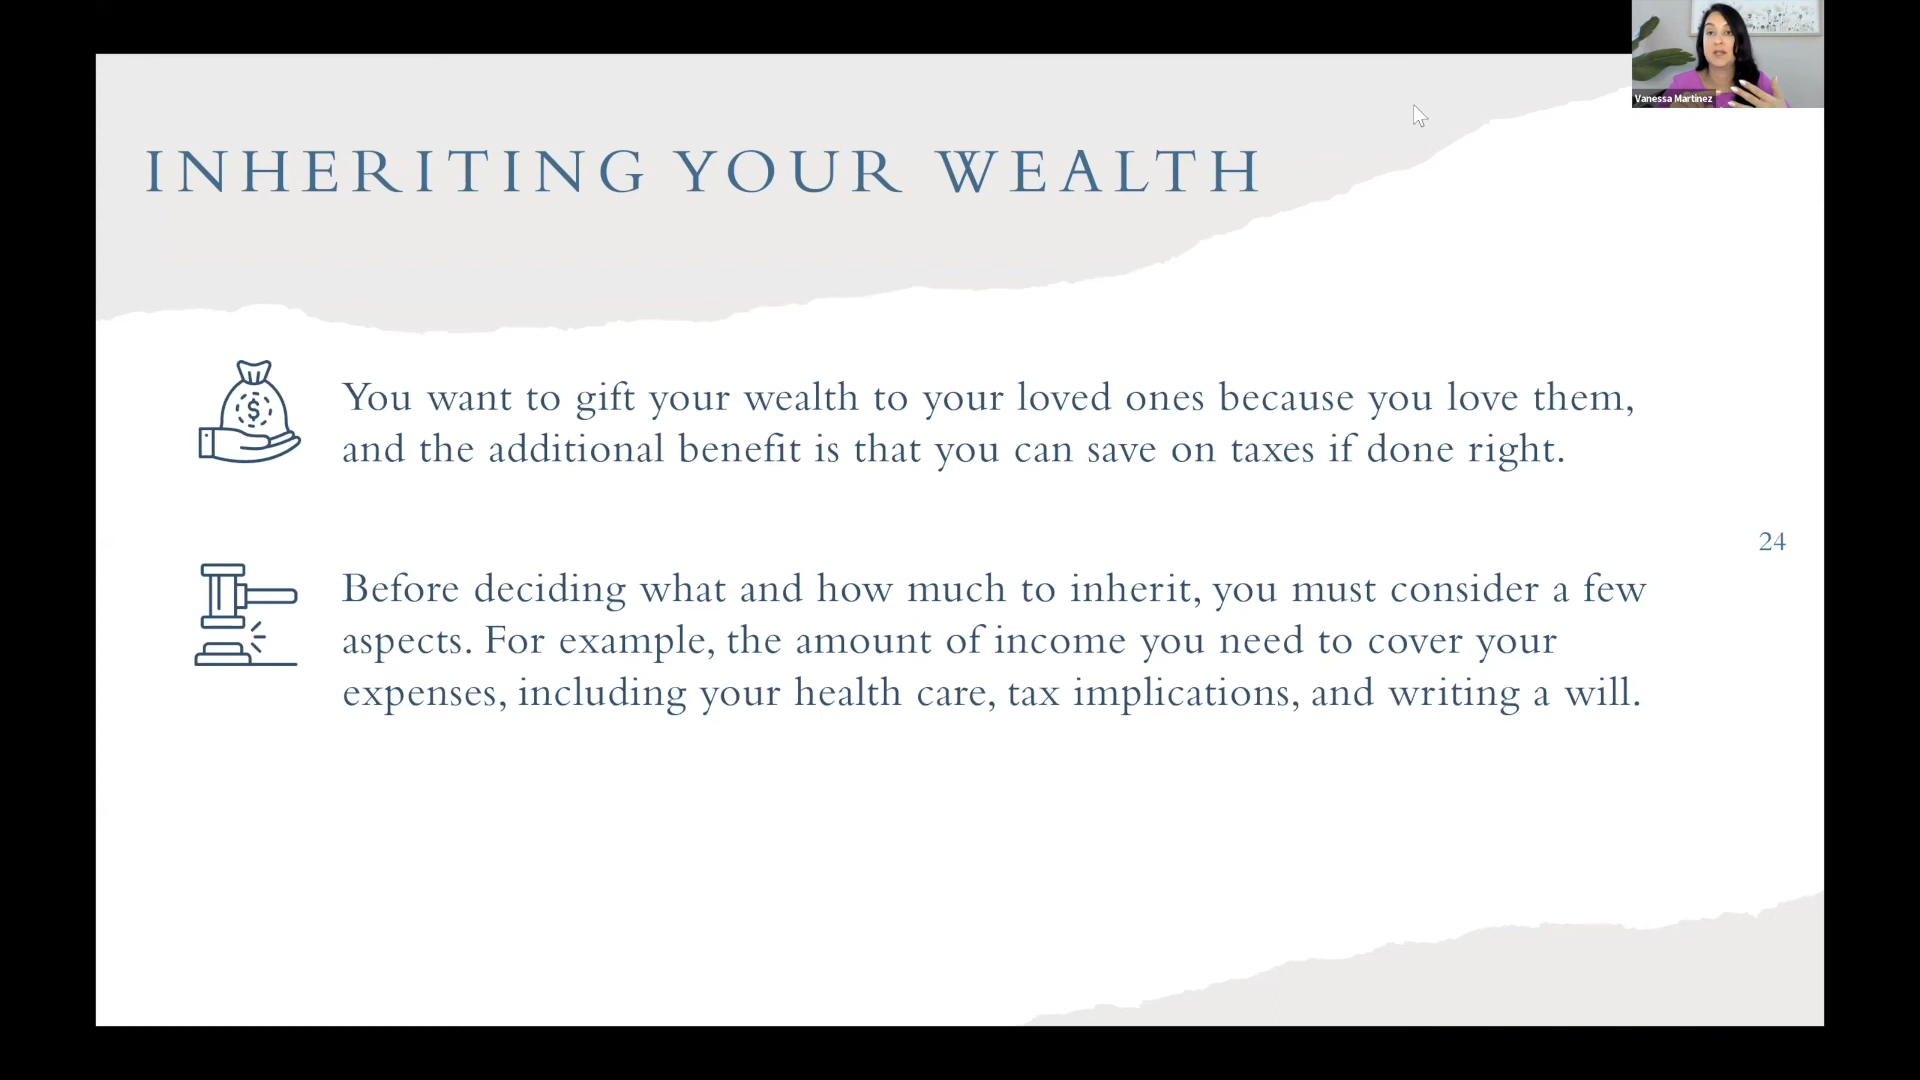 Vanessa Martinez
INHERITING YOUR WEALTH
$
You want to gift your wealth to your loved ones because you love them,
and the additional benefit is that you can save on taxes if done right.
24
Before deciding what and how much to inherit, you must consider a few
aspects. For example, the amount of income you need to cover your
expenses, including your health care, tax implications, and writing a will.